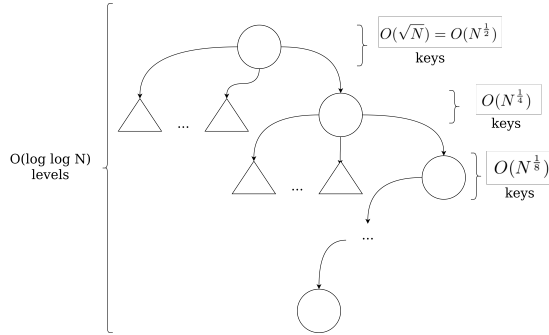 O(√N) = O(N^{1/2})
keys
O(N^{1/4})
keys
...
O(log log N)
levels
O(N^{1/8})
keys
...
...